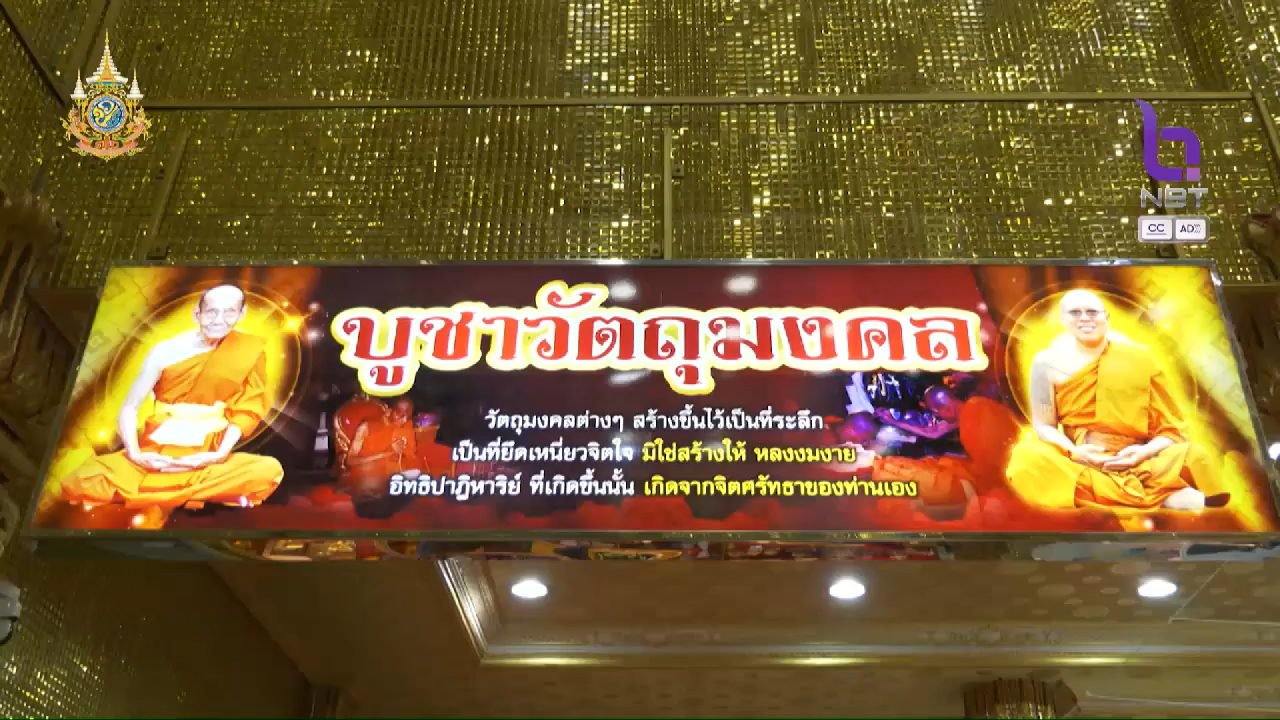 NBT
CC AD
บูชาวัตถุมงคล
วัตถุมงคลต่างๆ สร้างขึ้นไว้เป็นที่ระลึก
เป็นที่ยึดเหนี่ยวจิตใจ มิใช่สร้างให้ หลงงมงาย
อิทธิปาฏิหาริย์ ที่เกิดขึ้นนั้น เกิดจากจิตศรัทธาของท่านเอง